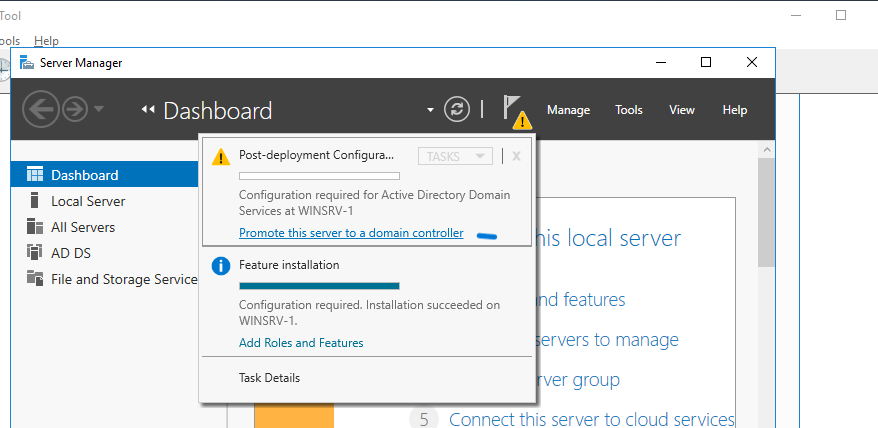 Tool
ools Help
Server Manager
Dashboard
Manage Tools View Help
Dashboard
Local Server
All Servers
AD DS
File and Storage Service
Post-deployment Configura...
TASKS
Configuration required for Active Directory Domain
Services at WINSRV-1
Promote this server to a domain controller
Feature installation
Configuration required. Installation succeeded on
WINSRV-1.
Add Roles and Features
Task Details
his local server
and features
servers to manage
rver group
5 Connect this server to cloud services